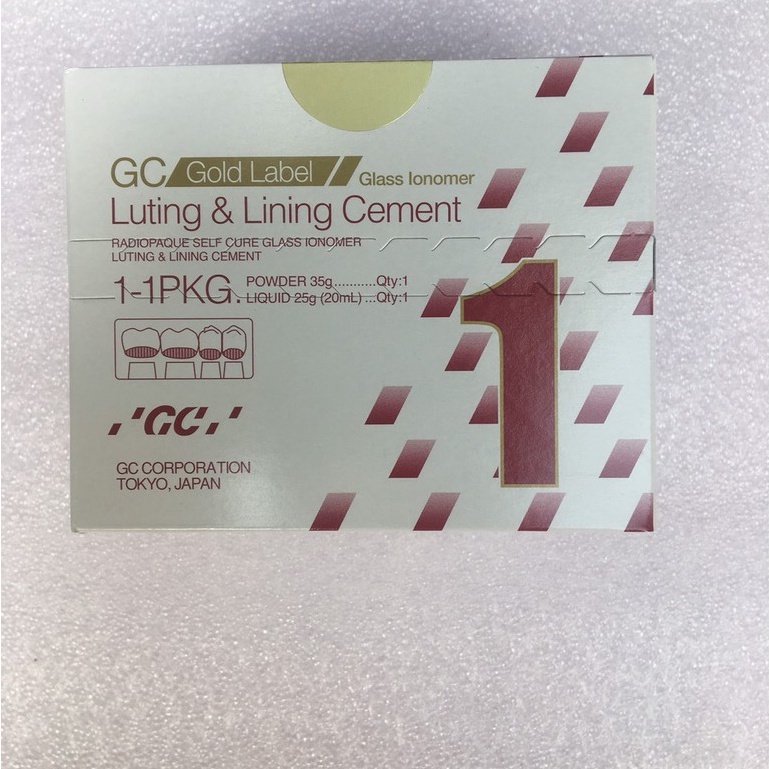 GC Gold Label Glass Ionomer
Luting & Lining Cement
RADIOPAQUE SELF CURE GLASS IONOMER
LUTING & LINING CEMENT
1-1PKG. POWDER 35g...........Qty:1
LIQUID 25g (20mL) ...Qty:1
1
GC
GC CORPORATION
TOKYO, JAPAN